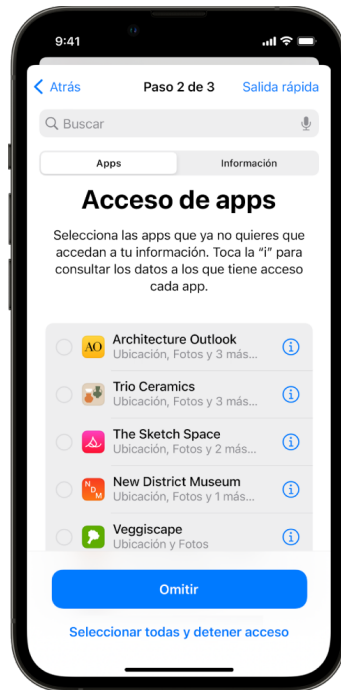 9:41
Atrás Paso 2 de 3 Salida rápida
Buscar
Apps Información
Acceso de apps
Selecciona las apps que ya no quieres que
accedan a tu información. Toca la “i” para
consultar los datos a los que tiene acceso
cada app.
AO Architecture Outlook
Ubicación, Fotos y 3 más...
Trio Ceramics
Ubicación, Fotos y 3 más...
The Sketch Space
Ubicación, Fotos y 2 más...
NDM New District Museum
Ubicación, Fotos y 1 más...
Veggiscape
Ubicación y Fotos
Omitir
Seleccionar todas y detener acceso